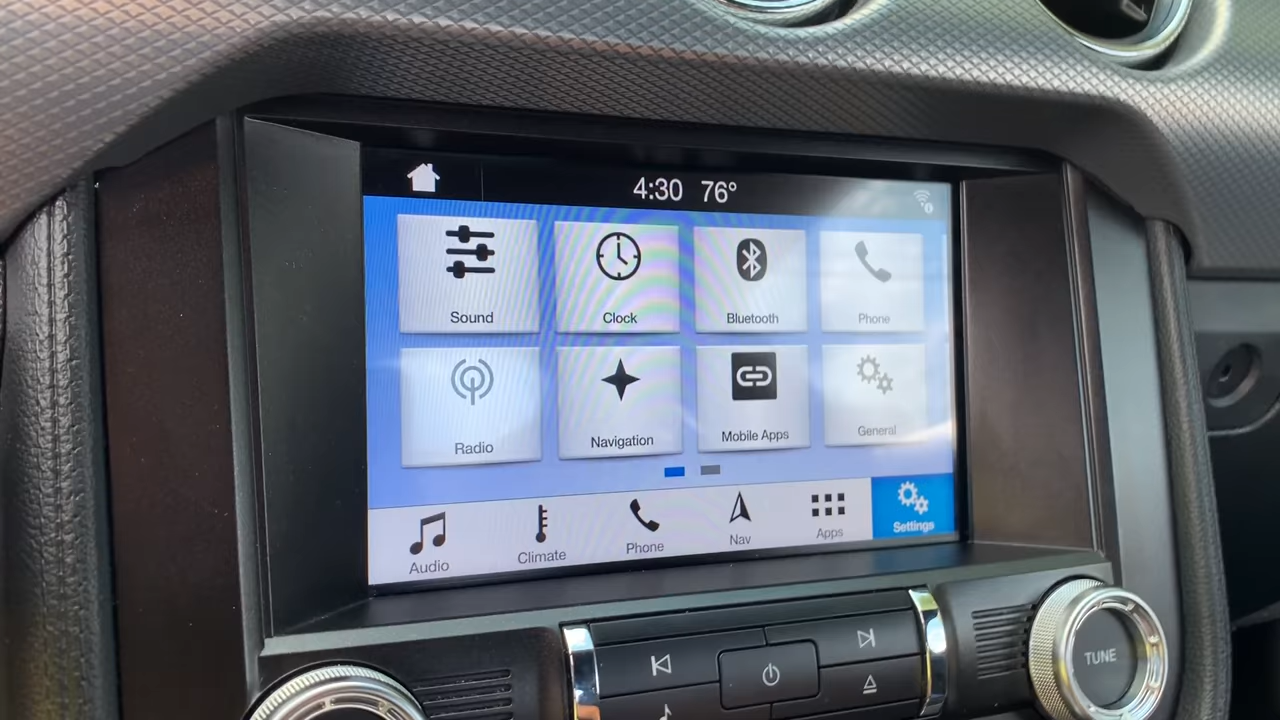 4:30 76°
Sound Clock Bluetooth Phone
Radio Navigation Mobile Apps General
Audio Climate Phone Nav Apps Settings
TUNE